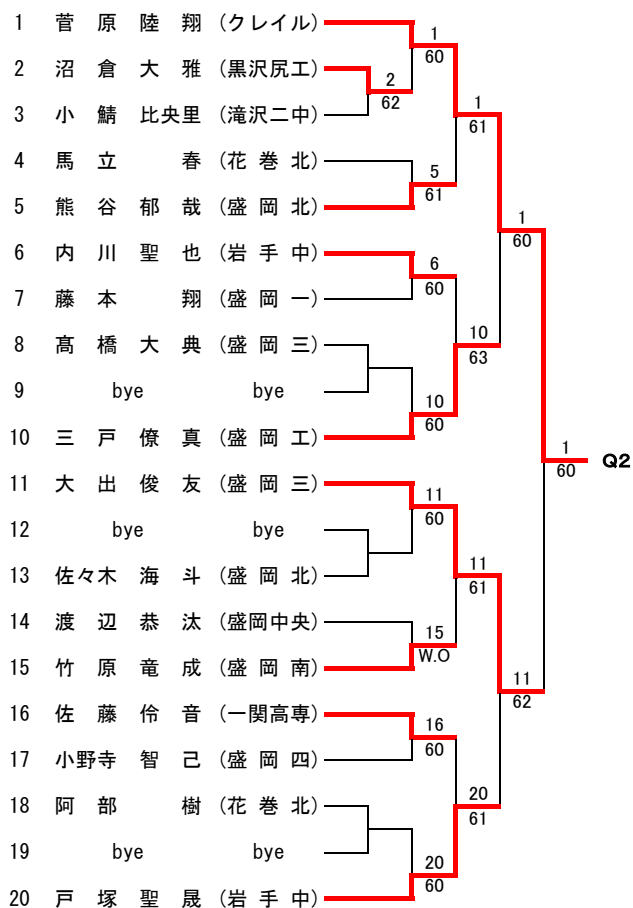 1 菅原陸翔 (クレイル)
2 沼倉大雅 (黒沢尻工)
3 小鯖比央里 (滝沢二中)
4 馬立春 (花巻北)
5 熊谷郁哉 (盛岡北)
6 内川聖也 (岩手中)
7 藤本翔 (盛岡一)
8 髙橋大典 (盛岡三)
9 bye bye
10 三戸僚真 (盛岡工)
11 大出俊友 (盛岡三)
12 bye bye
13 佐々木海斗 (盛岡北)
14 渡辺恭汰 (盛岡中央)
15 竹原竜成 (盛岡南)
16 佐藤伶音 (一関高専)
17 小野寺智己 (盛岡四)
18 阿部樹 (花巻北)
19 bye bye
20 戸塚聖晟 (岩手中)
2
62
1
60
5
61
6
60
10
60
11
60
15
W.O
16
60
20
60
1
61
10
63
11
61
20
61
1
60
11
62
1
60
Q2